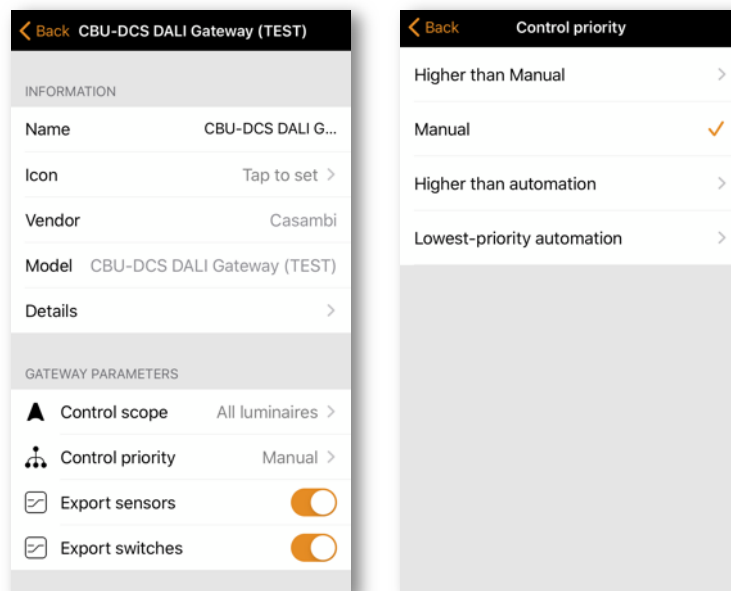 Back CBU-DCS DALI Gateway (TEST)
INFORMATION
Name CBU-DCS DALI G...
Icon Tap to set
Vendor Casambi
Model CBU-DCS DALI Gateway (TEST)
Details
GATEWAY PARAMETERS
Control scope All luminaires
Control priority Manual
Export sensors
Export switches
Back Control priority
Higher than Manual
Manual
Higher than automation
Lowest-priority automation